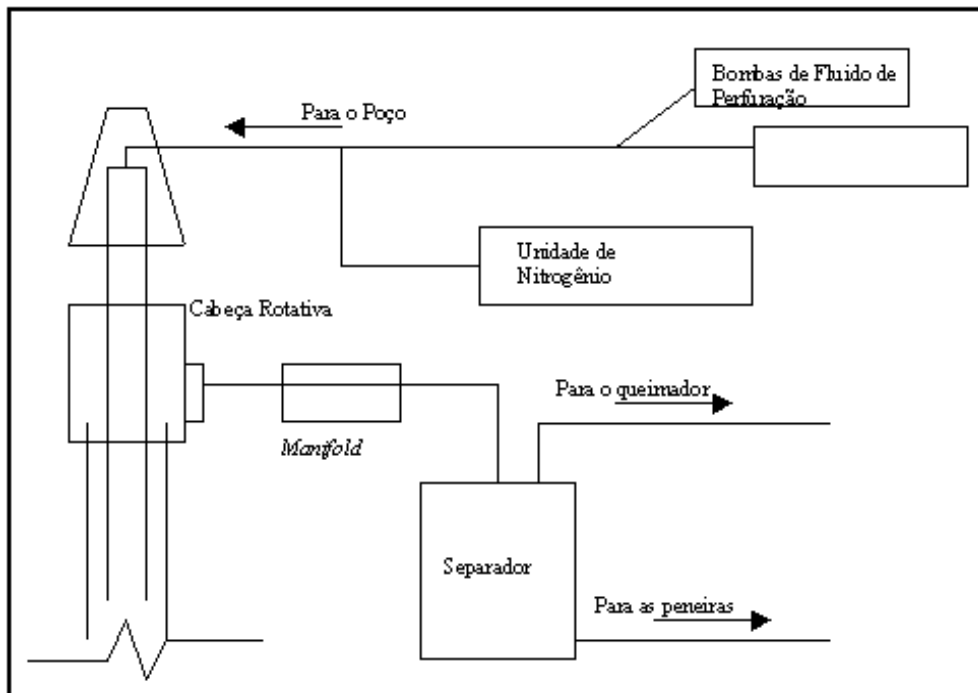 Bombas de Fluido de
Perfuração
Para o Poço
Unidade de
Nitrogênio
Cabeça Rotativa
Para o queimador
Manifold
Separador
Para as peneiras